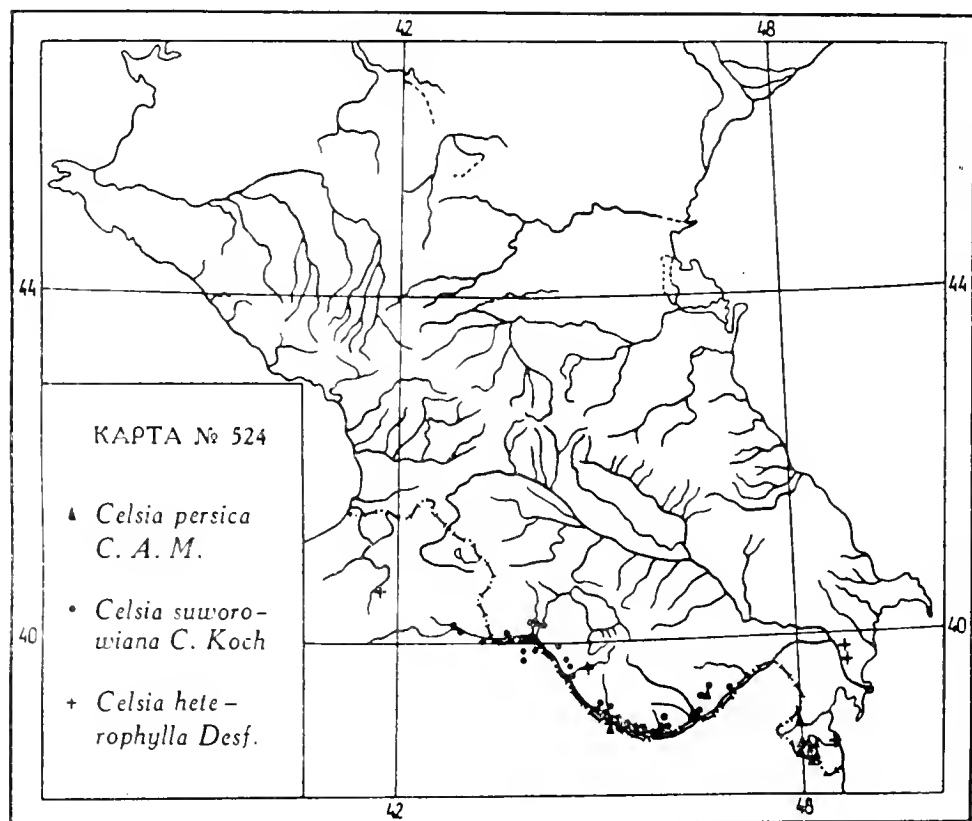 42 48
44 44
КАРТА № 524
Celsia persica
C. A. M.
Celsia suworo-
wiana C. Koch
40 40
Celsia hete-
rophylla Desf.
42 48